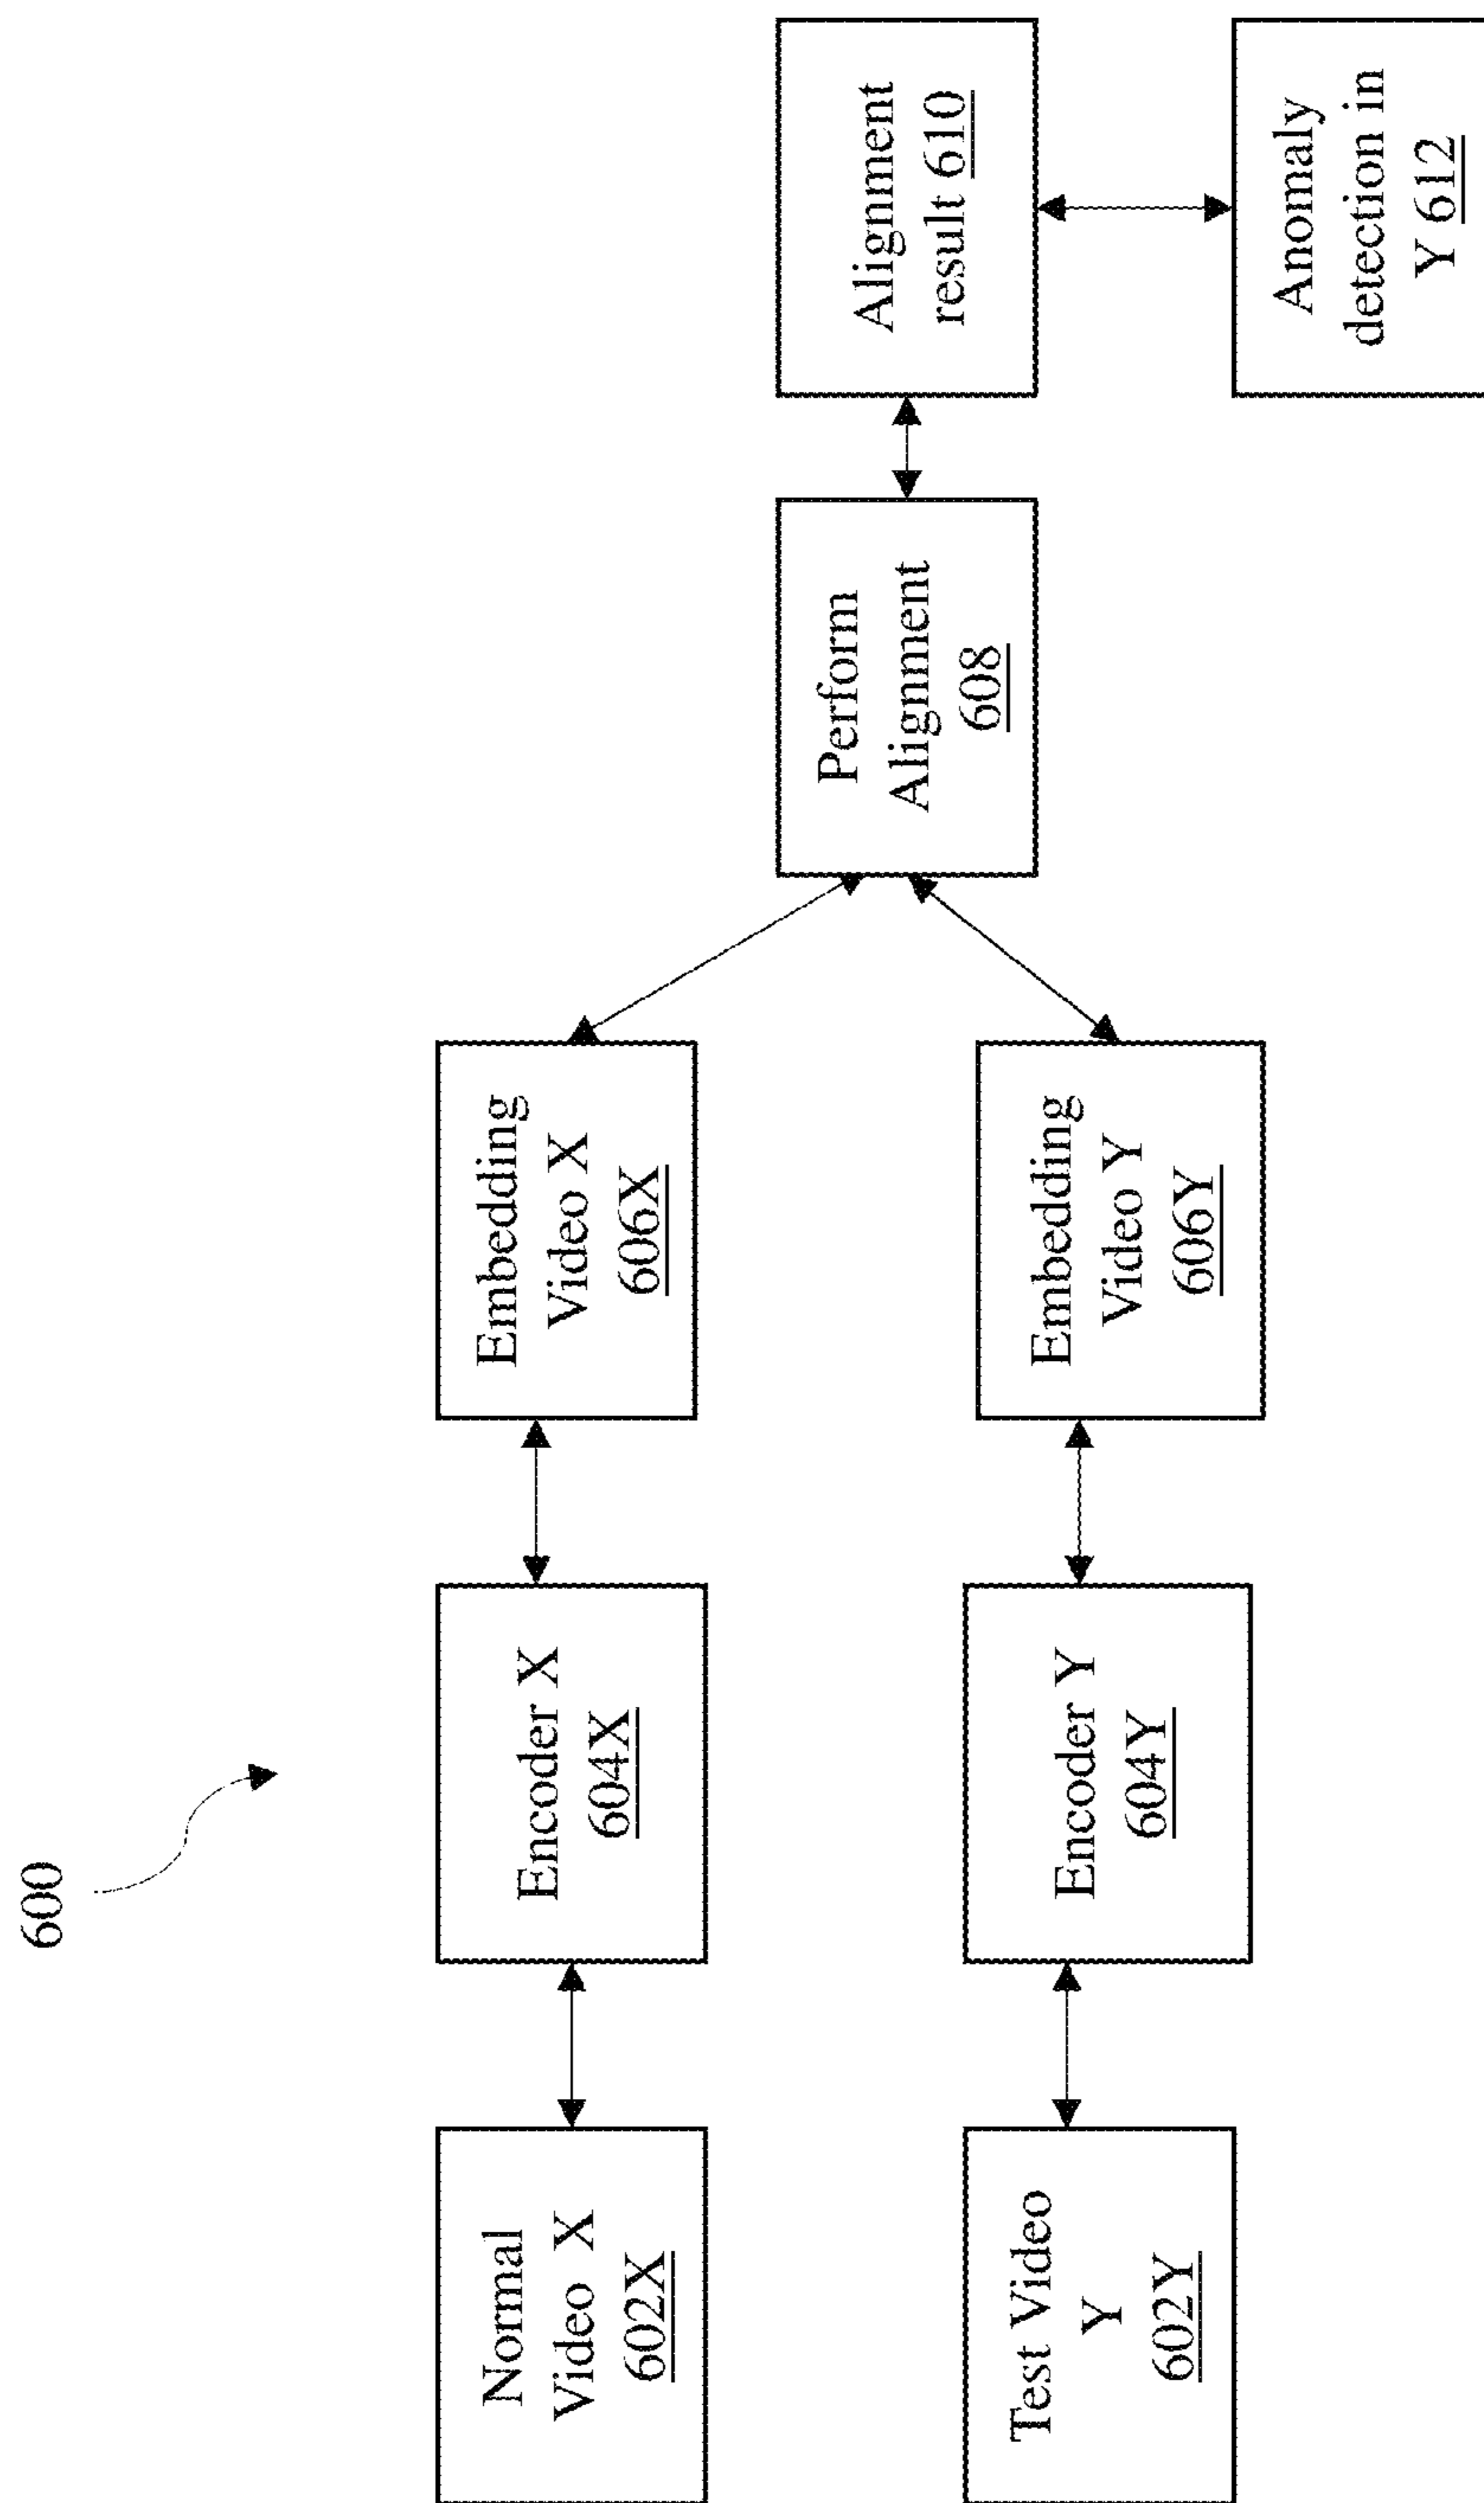 600
Normal
Video X
602X
Encoder X
604X
Embedding
Video X
606X
Test Video
Y
602Y
Encoder Y
604Y
Embedding
Video Y
606Y
Perform
Alignment
608
Alignment
result 610
Anomaly
detection in
Y 612